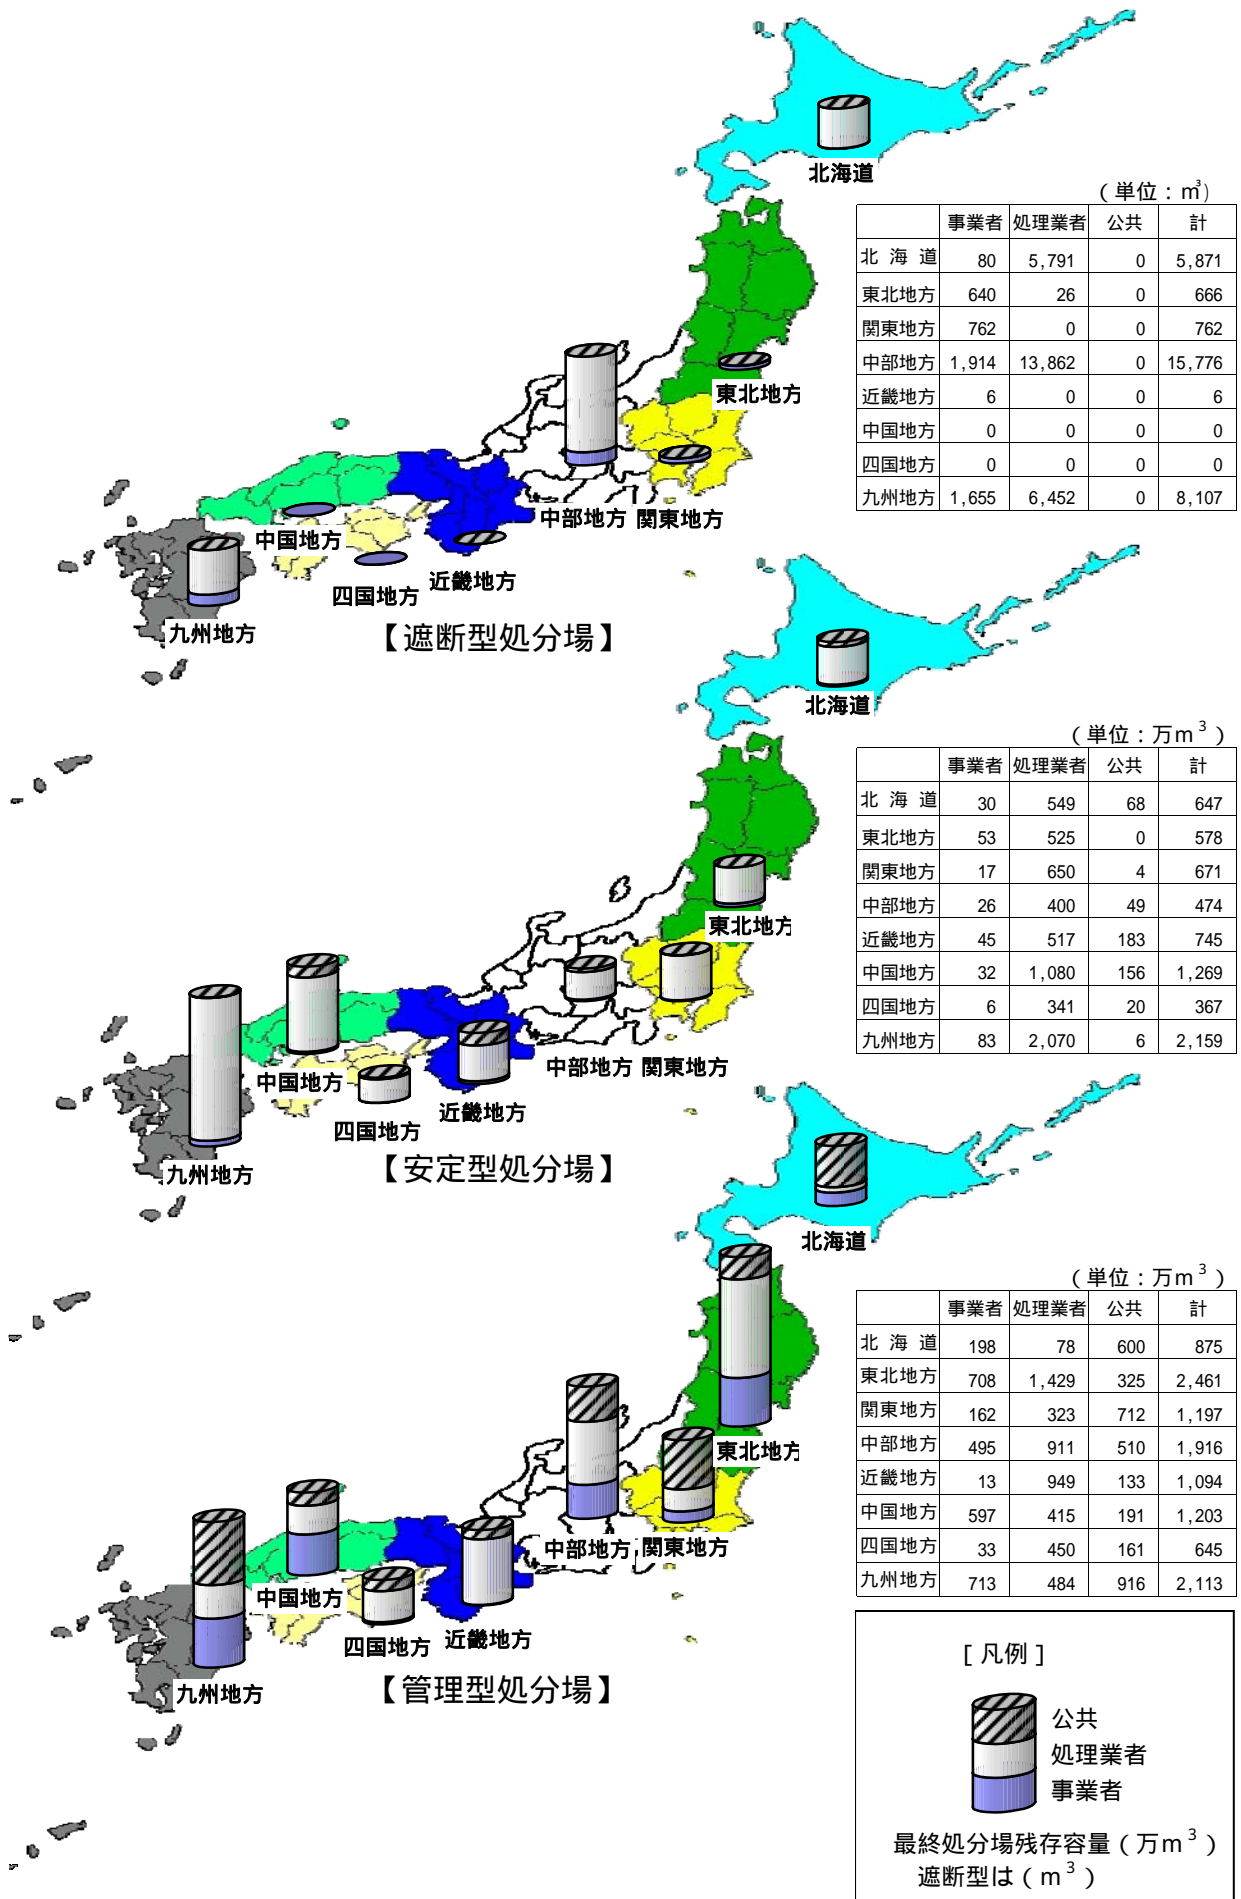 北海道
東北地方
中部地方 関東地方
中国地方
近畿地方
四国地方
九州地方
【遮断型処分場】
(単位：㎥)
事業者 処理業者 公共 計
北海道 80 5,791 0 5,871
東北地方 640 26 0 666
関東地方 762 0 0 762
中部地方 1,914 13,862 0 15,776
近畿地方 6 0 0 6
中国地方 0 0 0 0
四国地方 0 0 0 0
九州地方 1,655 6,452 0 8,107
北海道
東北地方
中部地方 関東地方
中国地方
近畿地方
四国地方
九州地方
【安定型処分場】
(単位：万m³)
事業者 処理業者 公共 計
北海道 30 549 68 647
東北地方 53 525 0 578
関東地方 17 650 4 671
中部地方 26 400 49 474
近畿地方 45 517 183 745
中国地方 32 1,080 156 1,269
四国地方 6 341 20 367
九州地方 83 2,070 6 2,159
北海道
東北地方
中部地方 関東地方
中国地方
近畿地方
四国地方
九州地方
【管理型処分場】
(単位：万m³)
事業者 処理業者 公共 計
北海道 198 78 600 875
東北地方 708 1,429 325 2,461
関東地方 162 323 712 1,197
中部地方 495 911 510 1,916
近畿地方 13 949 133 1,094
中国地方 597 415 191 1,203
四国地方 33 450 161 645
九州地方 713 484 916 2,113
[凡例]
公共
処理業者
事業者
最終処分場残存容量(万m³)
遮断型は(m³)